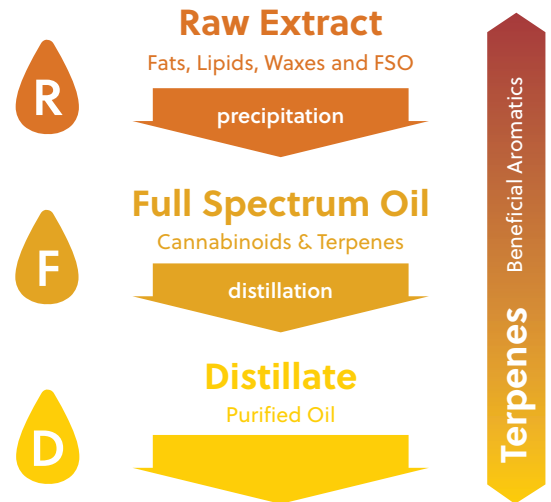 Raw Extract
Fats, Lipids, Waxes and FSO
R
precipitation
Full Spectrum Oil
Cannabinoids & Terpenes
F
distillation
Distillate
Purified Oil
D
Terpenes Beneficial Aromatics